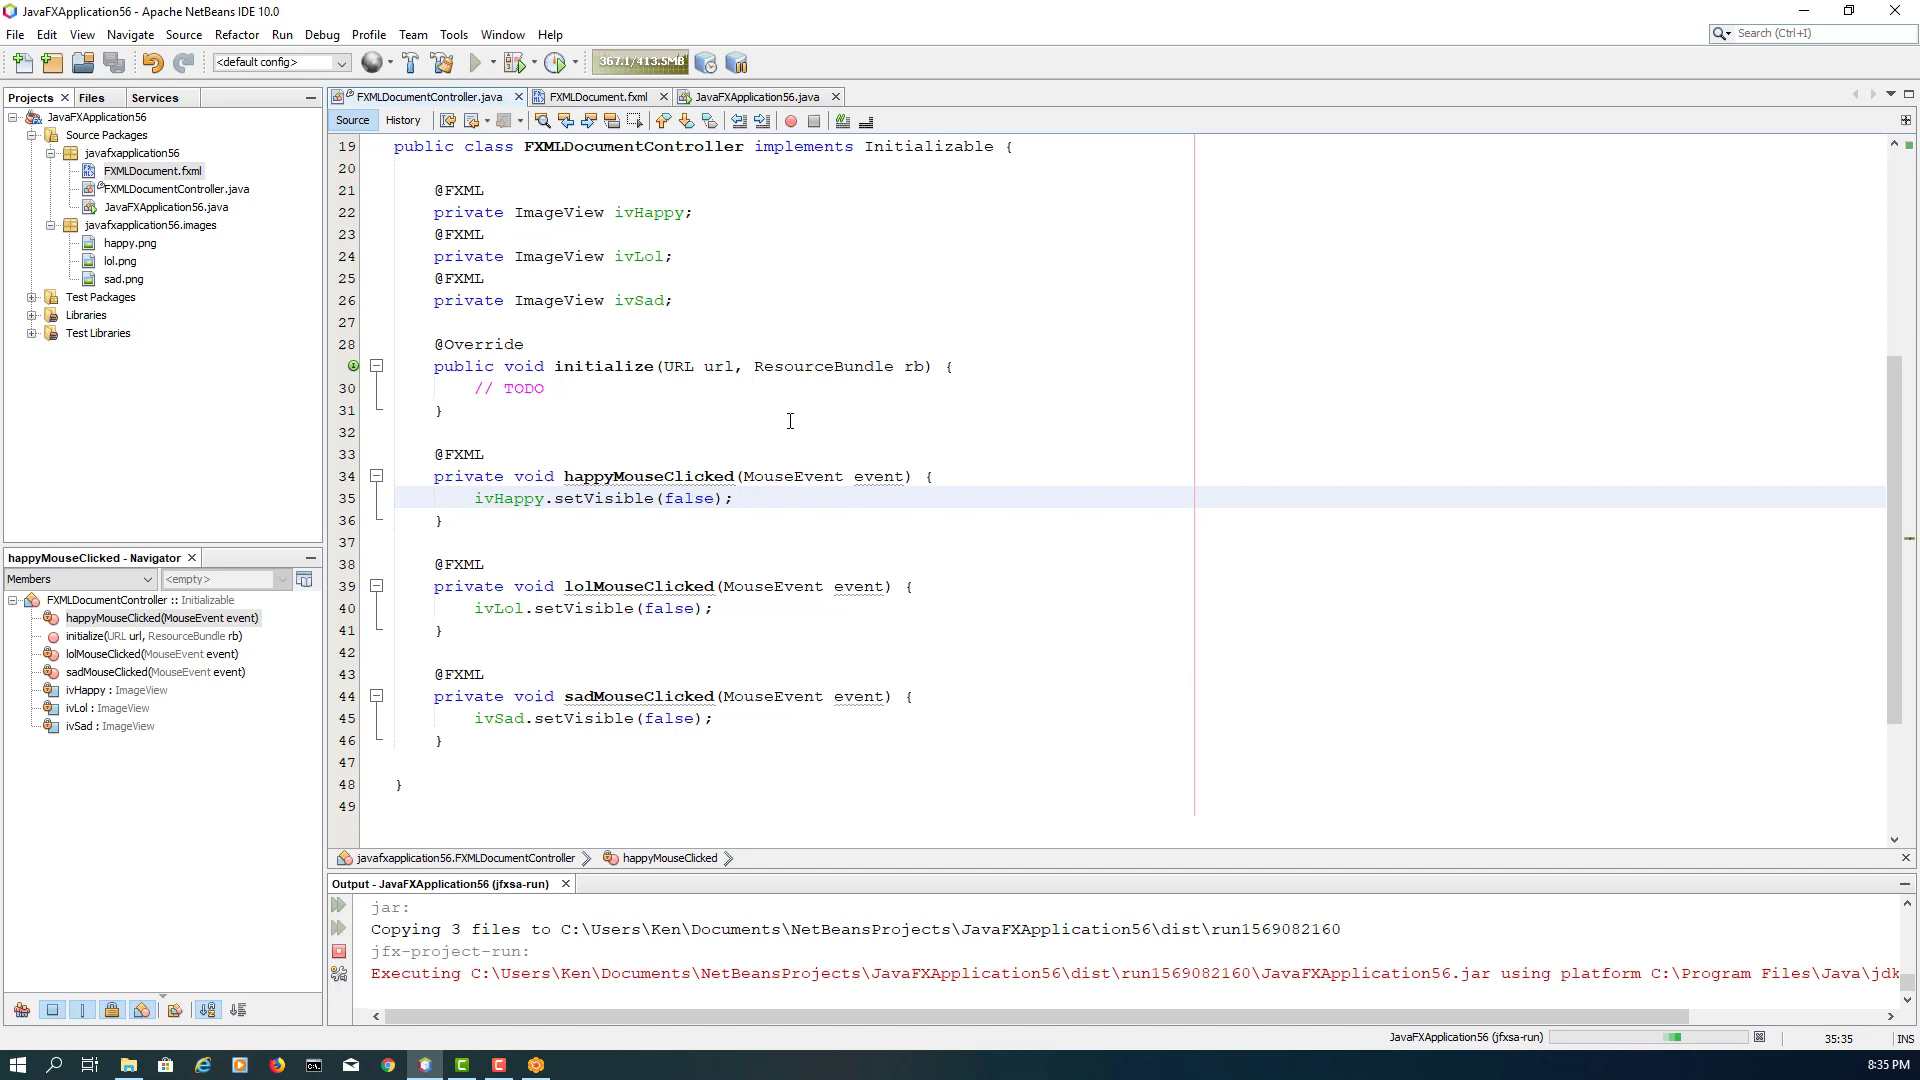 JavaFXApplication56 - Apache NetBeans IDE 10.0
File Edit View Navigate Source Refactor Run Debug Profile Team Tools Window Help
Search (Ctrl+I)
<default config>
367.1/413.5MB
Projects Files Services
FXMLDocumentController.java FXMLDocument.fxml JavaFXApplication56.java
Source History
JavaFXApplication56
Source Packages
javafxapplication56
FXMLDocument.fxml
FXMLDocumentController.java
JavaFXApplication56.java
javafxapplication56.images
happy.png
lol.png
sad.png
Test Packages
Libraries
Test Libraries
19 public class FXMLDocumentController implements Initializable {
20
21 @FXML
22 private ImageView ivHappy;
23 @FXML
24 private ImageView ivLol;
25 @FXML
26 private ImageView ivSad;
27
28 @Override
public void initialize(URL url, ResourceBundle rb) {
30 // TODO
31 }
32
33 @FXML
34 private void happyMouseClicked(MouseEvent event) {
35 ivHappy.setVisible(false);
36 }
37
38 @FXML
39 private void lolMouseClicked(MouseEvent event) {
40 ivLol.setVisible(false);
41 }
42
43 @FXML
44 private void sadMouseClicked(MouseEvent event) {
45 ivSad.setVisible(false);
46 }
47
48 }
49
happyMouseClicked - Navigator
Members <empty>
FXMLDocumentController :: Initializable
happyMouseClicked(MouseEvent event)
initialize(URL url, ResourceBundle rb)
lolMouseClicked(MouseEvent event)
sadMouseClicked(MouseEvent event)
ivHappy : ImageView
ivLol : ImageView
ivSad : ImageView
javafxapplication56.FXMLDocumentController happyMouseClicked
Output - JavaFXApplication56 (jfxsa-run)
jar:
Copying 3 files to C:\Users\Ken\Documents\NetBeansProjects\JavaFXApplication56\dist\run1569082160
jfx-project-run:
Executing C:\Users\Ken\Documents\NetBeansProjects\JavaFXApplication56\dist\run1569082160\JavaFXApplication56.jar using platform C:\Program Files\Java\jdk
JavaFXApplication56 (jfxsa-run) 35:35 INS
8:35 PM